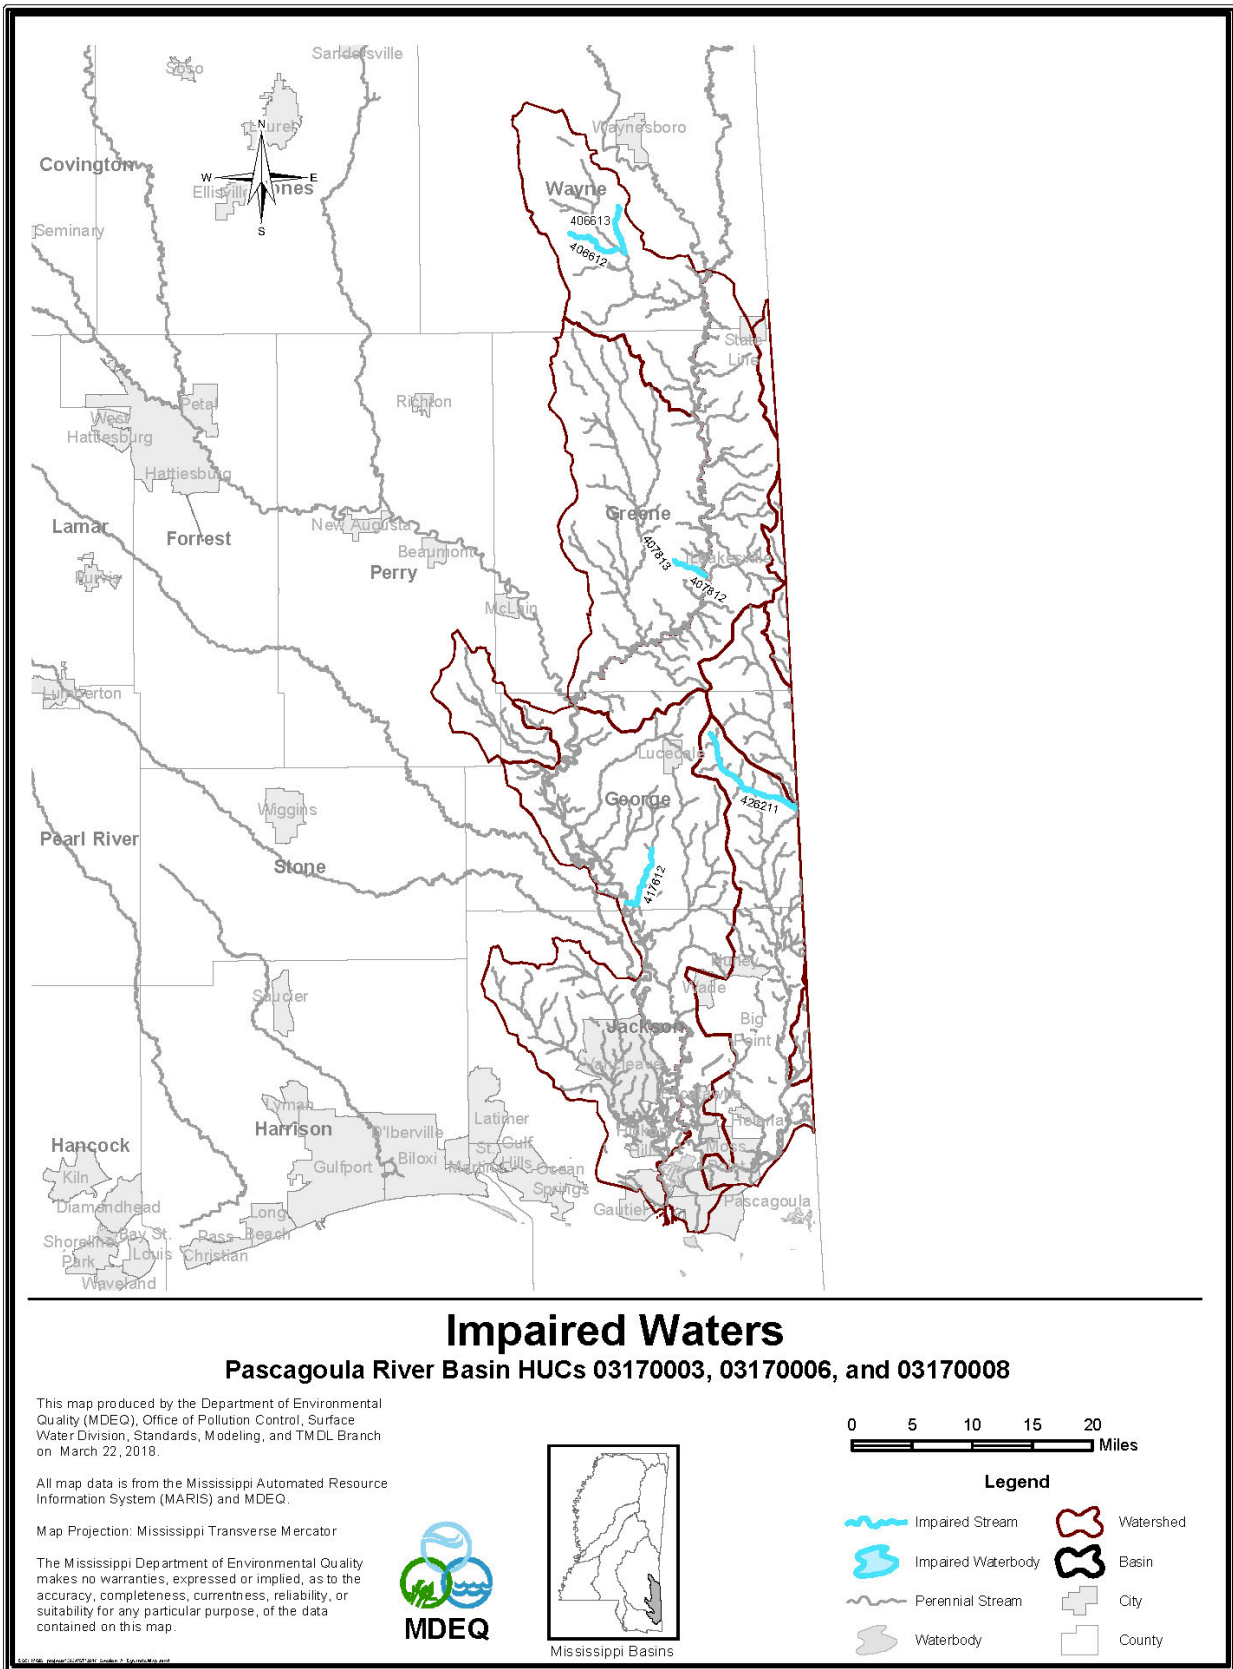 Sandersville
Soso
Laurel
Waynesboro
N
Covington
W
E
Ellisville
Jones
Wayne
406613
Seminary
S
406612
State
Line
Richton
Petal
West
Hattiesburg
Hattiesburg
Greene
New Augusta
Lamar
Forrest
Beaumont
407813
Leakesville
Perry
Purvis
407812
McLain
Lumberton
Lucedale
George
426211
Wiggins
Pearl River
Stone
417612
Hurley
Wade
Saucier
Big
Point
Jackson
Vancleave
Escatawpa
Lyman
Latimer
Helena
Harrison
D'Iberville
Hancock
Biloxi
St.
Martin
Gulf
Hills
Hickory
Hills
Moss
Point
Gulfport
Kiln
Ocean
Springs
Diamondhead
Gautier
Pascagoula
Long
Beach
Shoreline
Park
Bay St.
Louis
Pass
Christian
Waveland
Impaired Waters
Pascagoula River Basin HUCs 03170003, 03170006, and 03170008
This map produced by the Department of Environmental
Quality (MDEQ), Office of Pollution Control, Surface
Water Division, Standards, Modeling, and TMDL Branch
on March 22, 2018.
All map data is from the Mississippi Automated Resource
Information System (MARIS) and MDEQ.
Map Projection: Mississippi Transverse Mercator
The Mississippi Department of Environmental Quality
makes no warranties, expressed or implied, as to the
accuracy, completeness, currentness, reliability, or
suitability for any particular purpose, of the data
contained on this map.
MDEQ
Mississippi Basins
0 5 10 15 20
Miles
Legend
Impaired Stream
Watershed
Impaired Waterbody
Basin
Perennial Stream
City
Waterbody
County